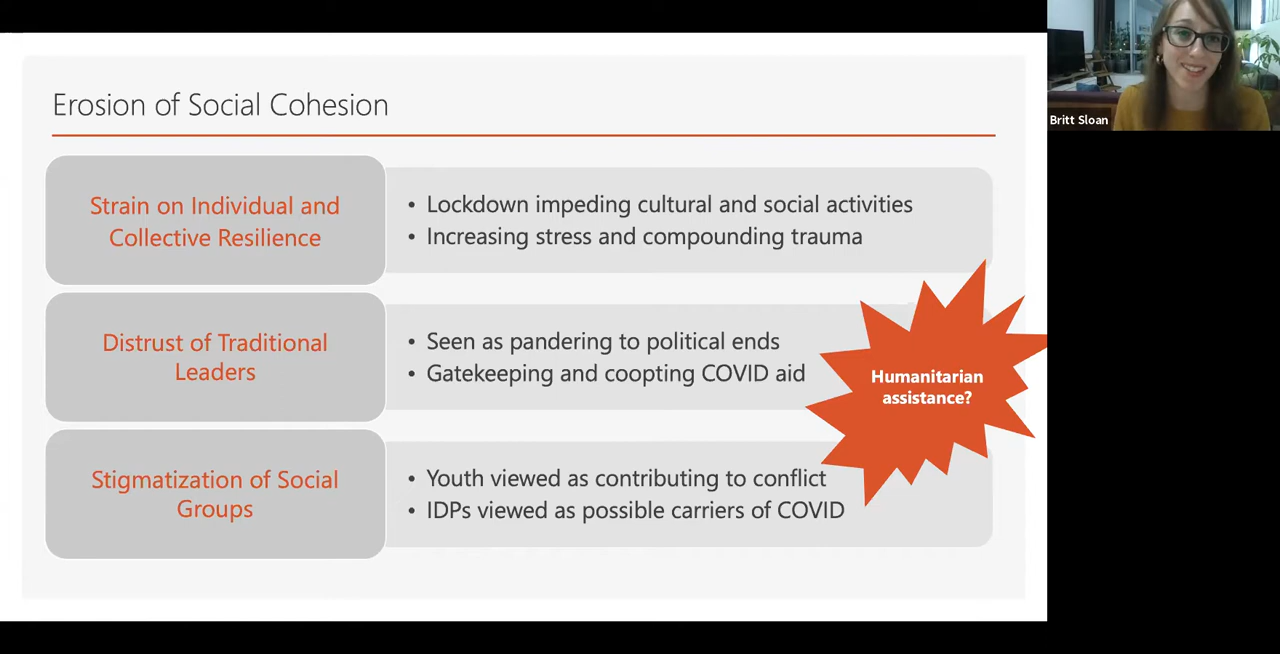 Erosion of Social Cohesion
Strain on Individual and
Collective Resilience
• Lockdown impeding cultural and social activities
• Increasing stress and compounding trauma
Distrust of Traditional
Leaders
• Seen as pandering to political ends
• Gatekeeping and coopting COVID aid
Humanitarian
assistance?
Stigmatization of Social
Groups
• Youth viewed as contributing to conflict
• IDPs viewed as possible carriers of COVID
Britt Sloan